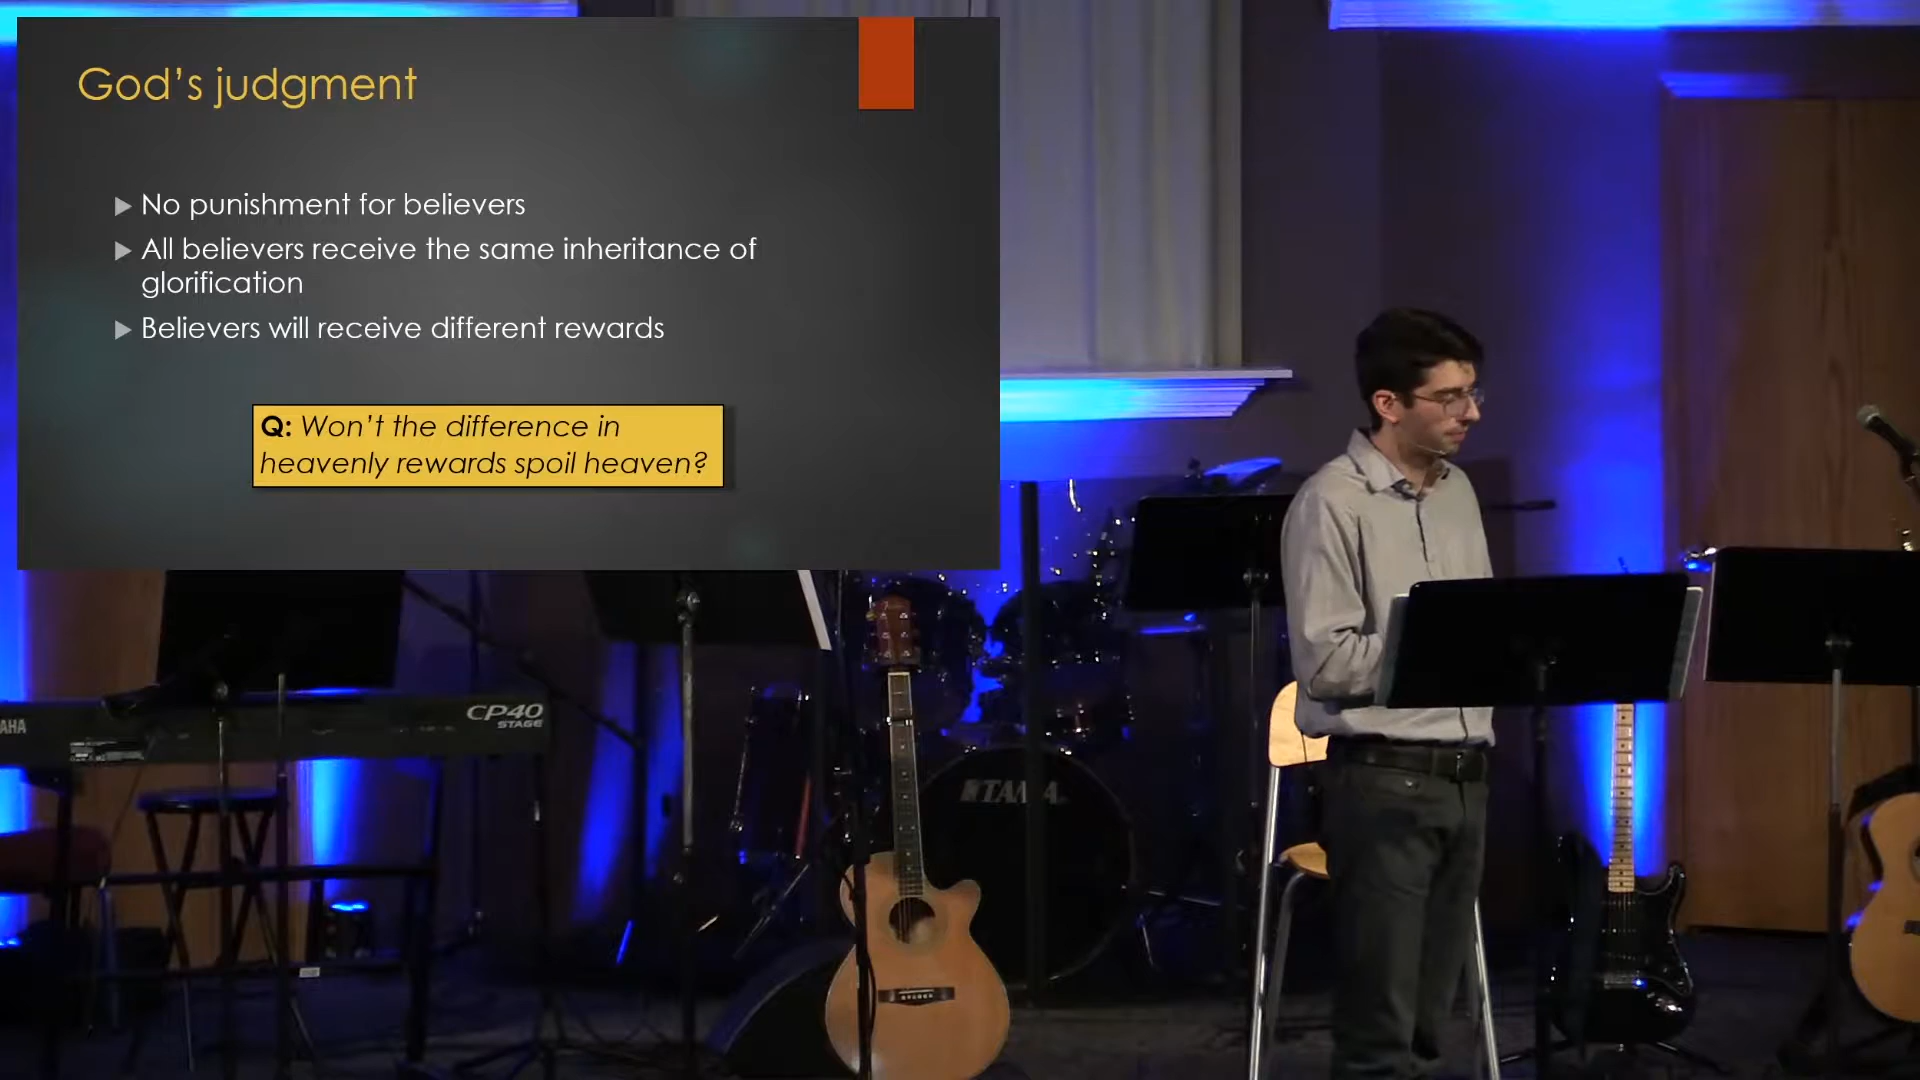 God's judgment
No punishment for believers
All believers receive the same inheritance of
glorification
Believers will receive different rewards
Q: Won't the difference in
heavenly rewards spoil heaven?
AHA
CP40
STAGE
TAMA